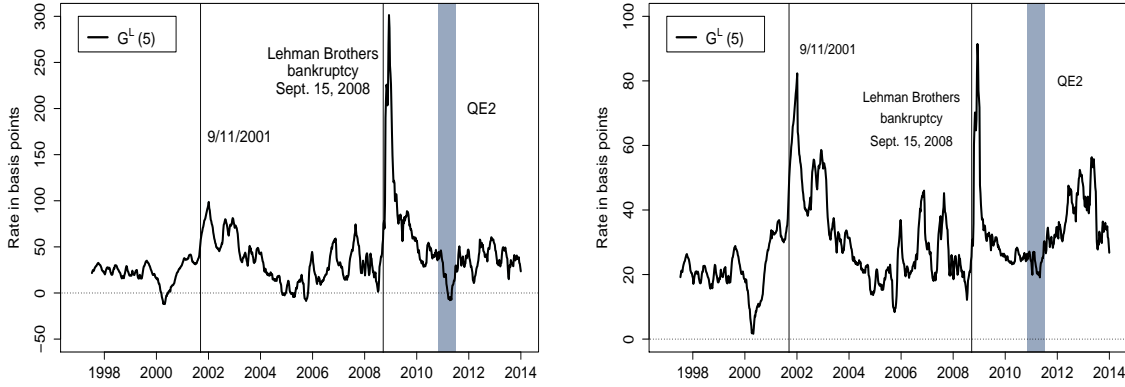 Rate in basis points
300
250
200
150
100
50
0
−50
G^L (5)
Lehman Brothers
bankruptcy
Sept. 15, 2008
QE2
9/11/2001
1998 2000 2002 2004 2006 2008 2010 2012 2014
Rate in basis points
100
80
60
40
20
0
G^L (5)
9/11/2001
Lehman Brothers
bankruptcy
Sept. 15, 2008
QE2
1998 2000 2002 2004 2006 2008 2010 2012 2014